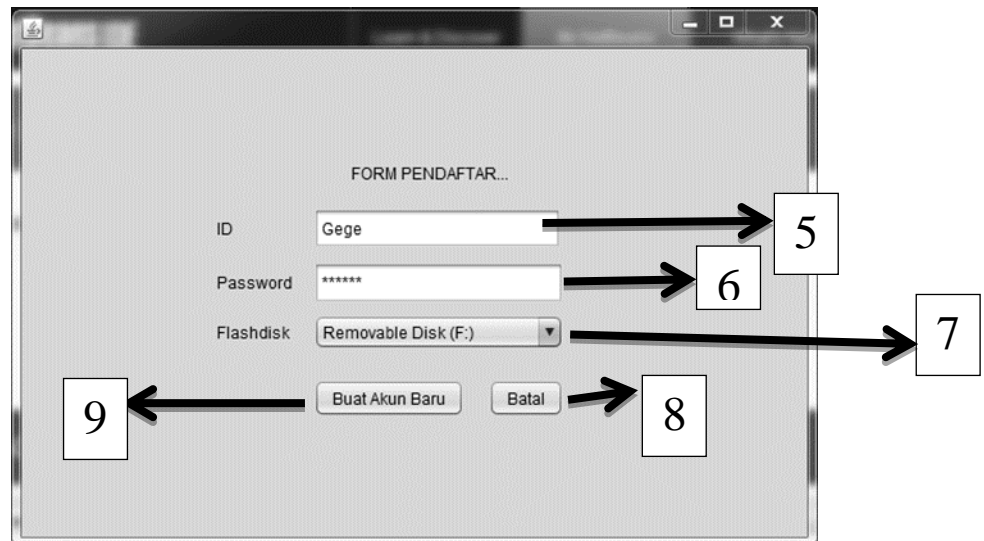 FORM PENDAFTAR...
ID Gege 5
Password ****** 6
Flashdisk Removable Disk (F:) 7
9 Buat Akun Baru Batal 8